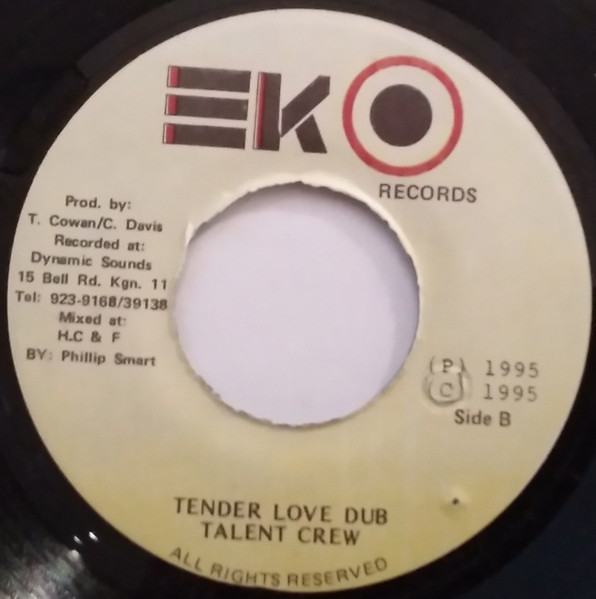 EKO
RECORDS
Prod. by:
T. Cowan/C. Davis
Recorded at:
Dynamic Sounds
15 Bell Rd. Kgn. 11
Tel: 923-9168/39138
Mixed at:
H.C & F
BY: Phillip Smart
(P) 1995
(C) 1995
Side B
TENDER LOVE DUB
TALENT CREW
ALL RIGHTS RESERVED